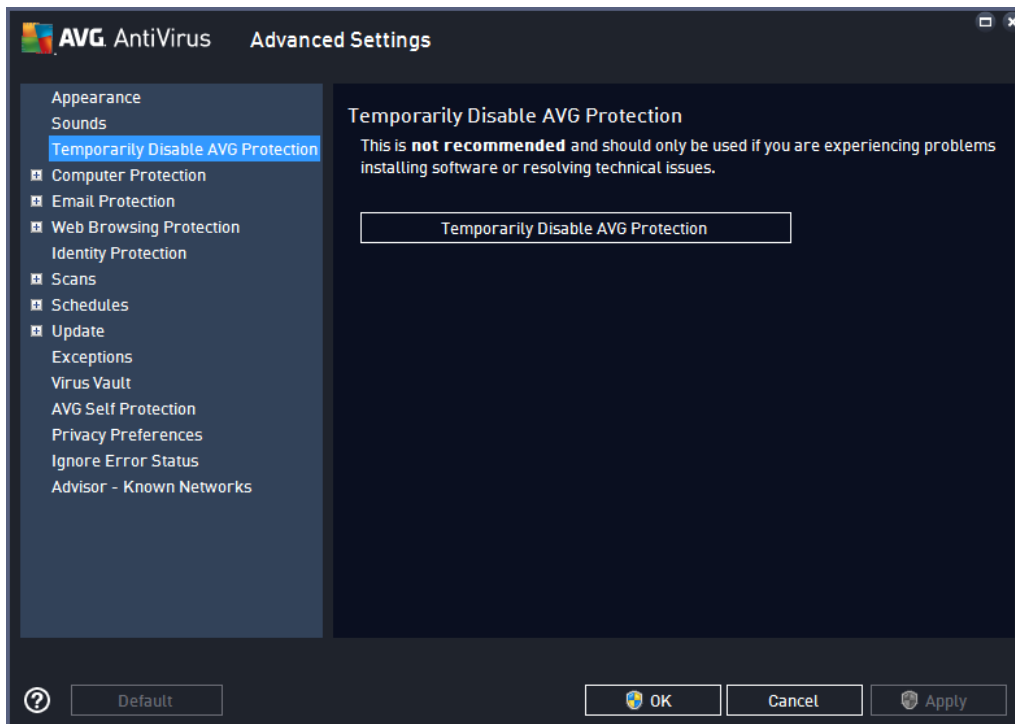 AVG. AntiVirus Advanced Settings
Appearance
Sounds
Temporarily Disable AVG Protection
Computer Protection
Email Protection
Web Browsing Protection
Identity Protection
Scans
Schedules
Update
Exceptions
Virus Vault
AVG Self Protection
Privacy Preferences
Ignore Error Status
Advisor - Known Networks
Temporarily Disable AVG Protection
This is not recommended and should only be used if you are experiencing problems
installing software or resolving technical issues.
Temporarily Disable AVG Protection
? Default OK Cancel Apply